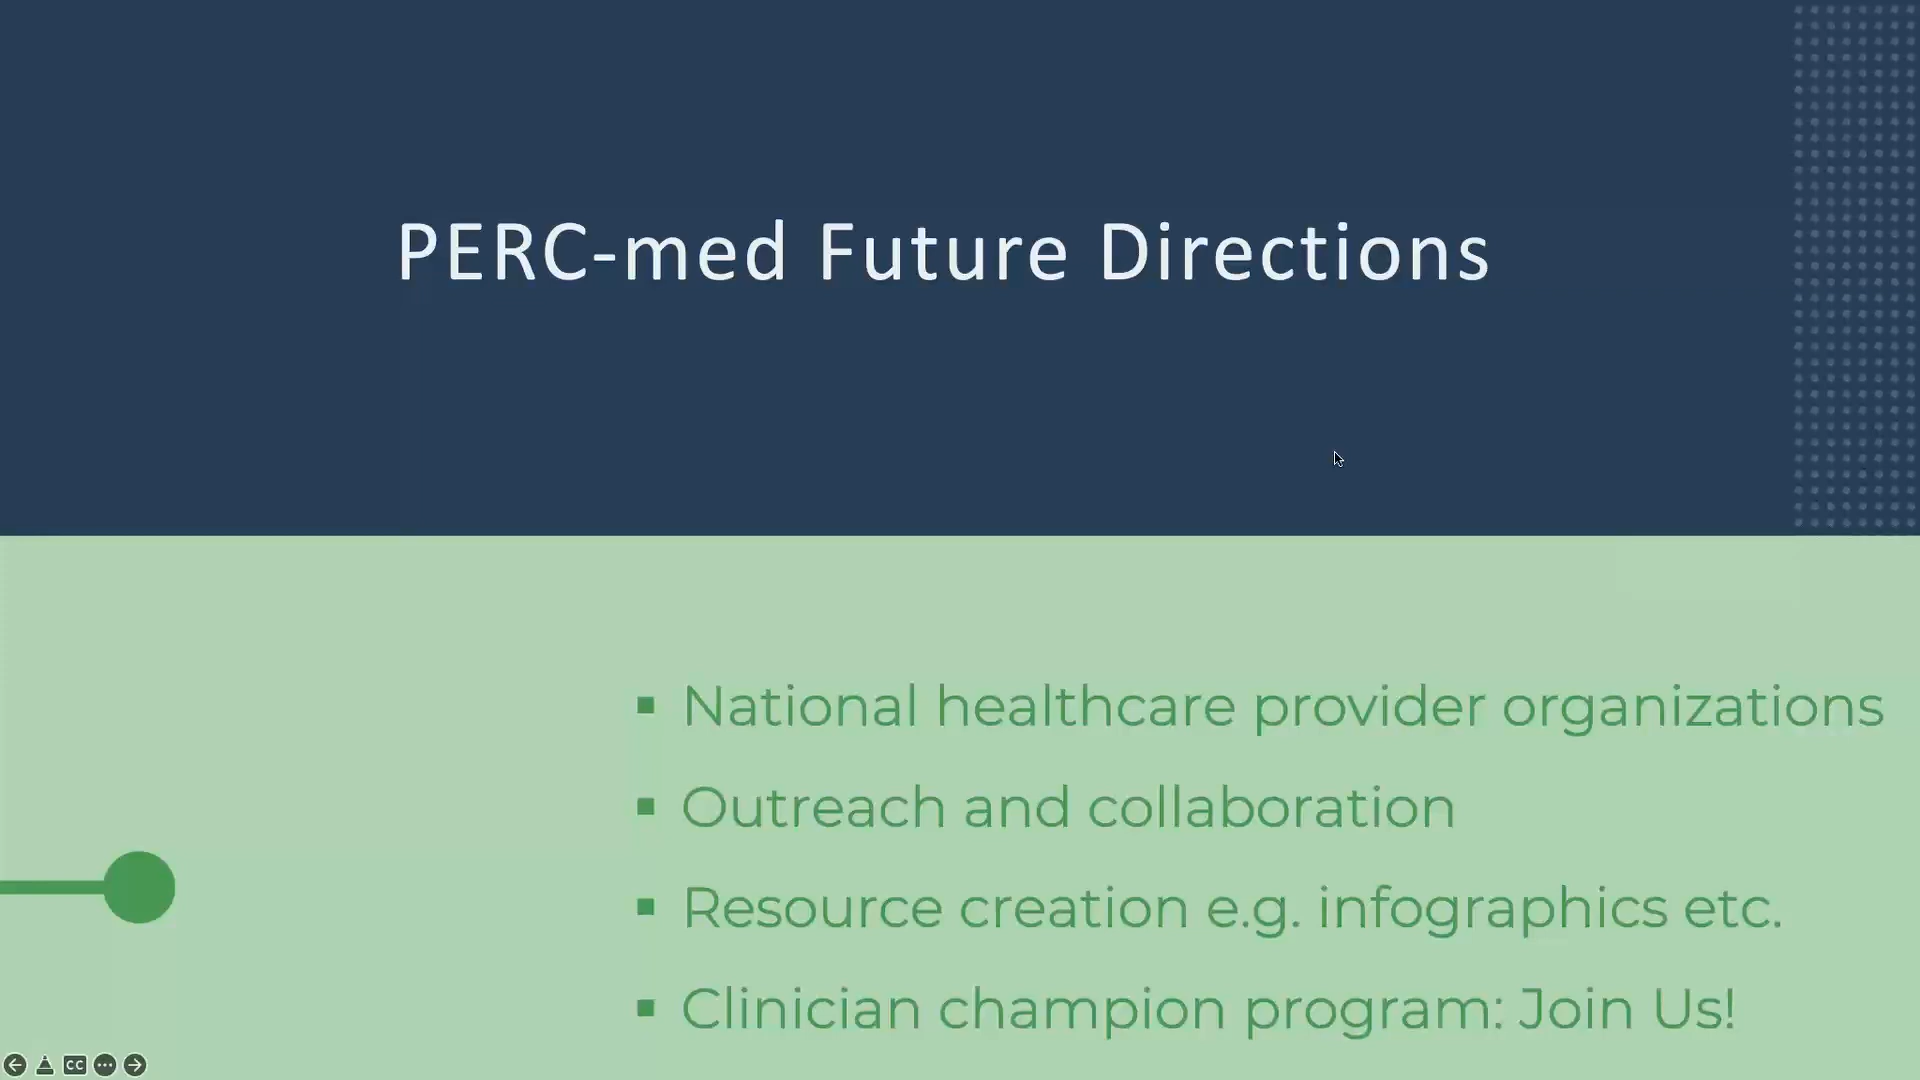 PERC-med Future Directions
▪ National healthcare provider organizations
▪ Outreach and collaboration
▪ Resource creation e.g. infographics etc.
▪ Clinician champion program: Join Us!
CC